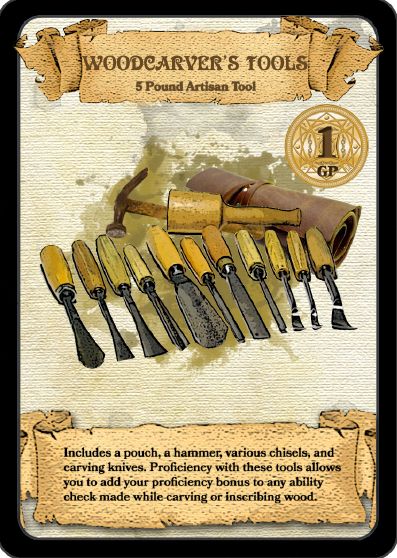 WOODCARVER'S TOOLS
5 Pound Artisan Tool
1
GP
Includes a pouch, a hammer, various chisels, and
carving knives. Proficiency with these tools allows
you to add your proficiency bonus to any ability
check made while carving or inscribing wood.